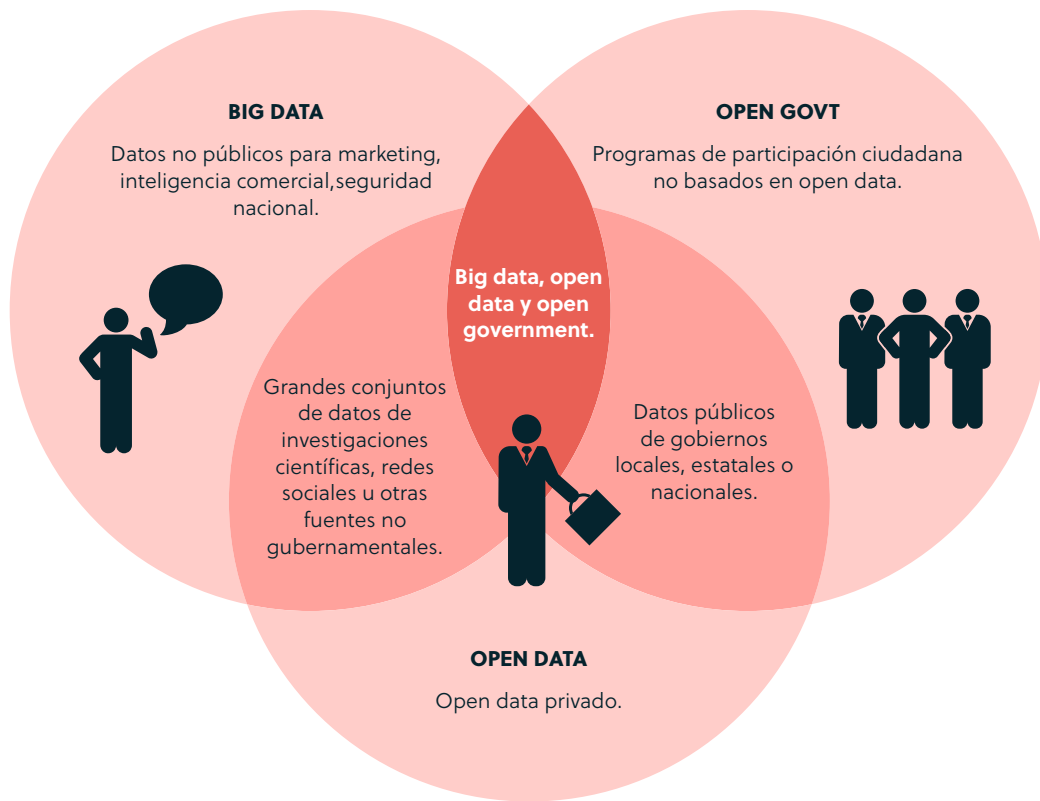 BIG DATA
Datos no públicos para marketing,
inteligencia comercial,seguridad
nacional.
OPEN GOVT
Programas de participación ciudadana
no basados en open data.
Big data, open
data y open
government.
Grandes conjuntos
de datos de
investigaciones
científicas, redes
sociales u otras
fuentes no
gubernamentales.
Datos públicos
de gobiernos
locales, estatales o
nacionales.
OPEN DATA
Open data privado.